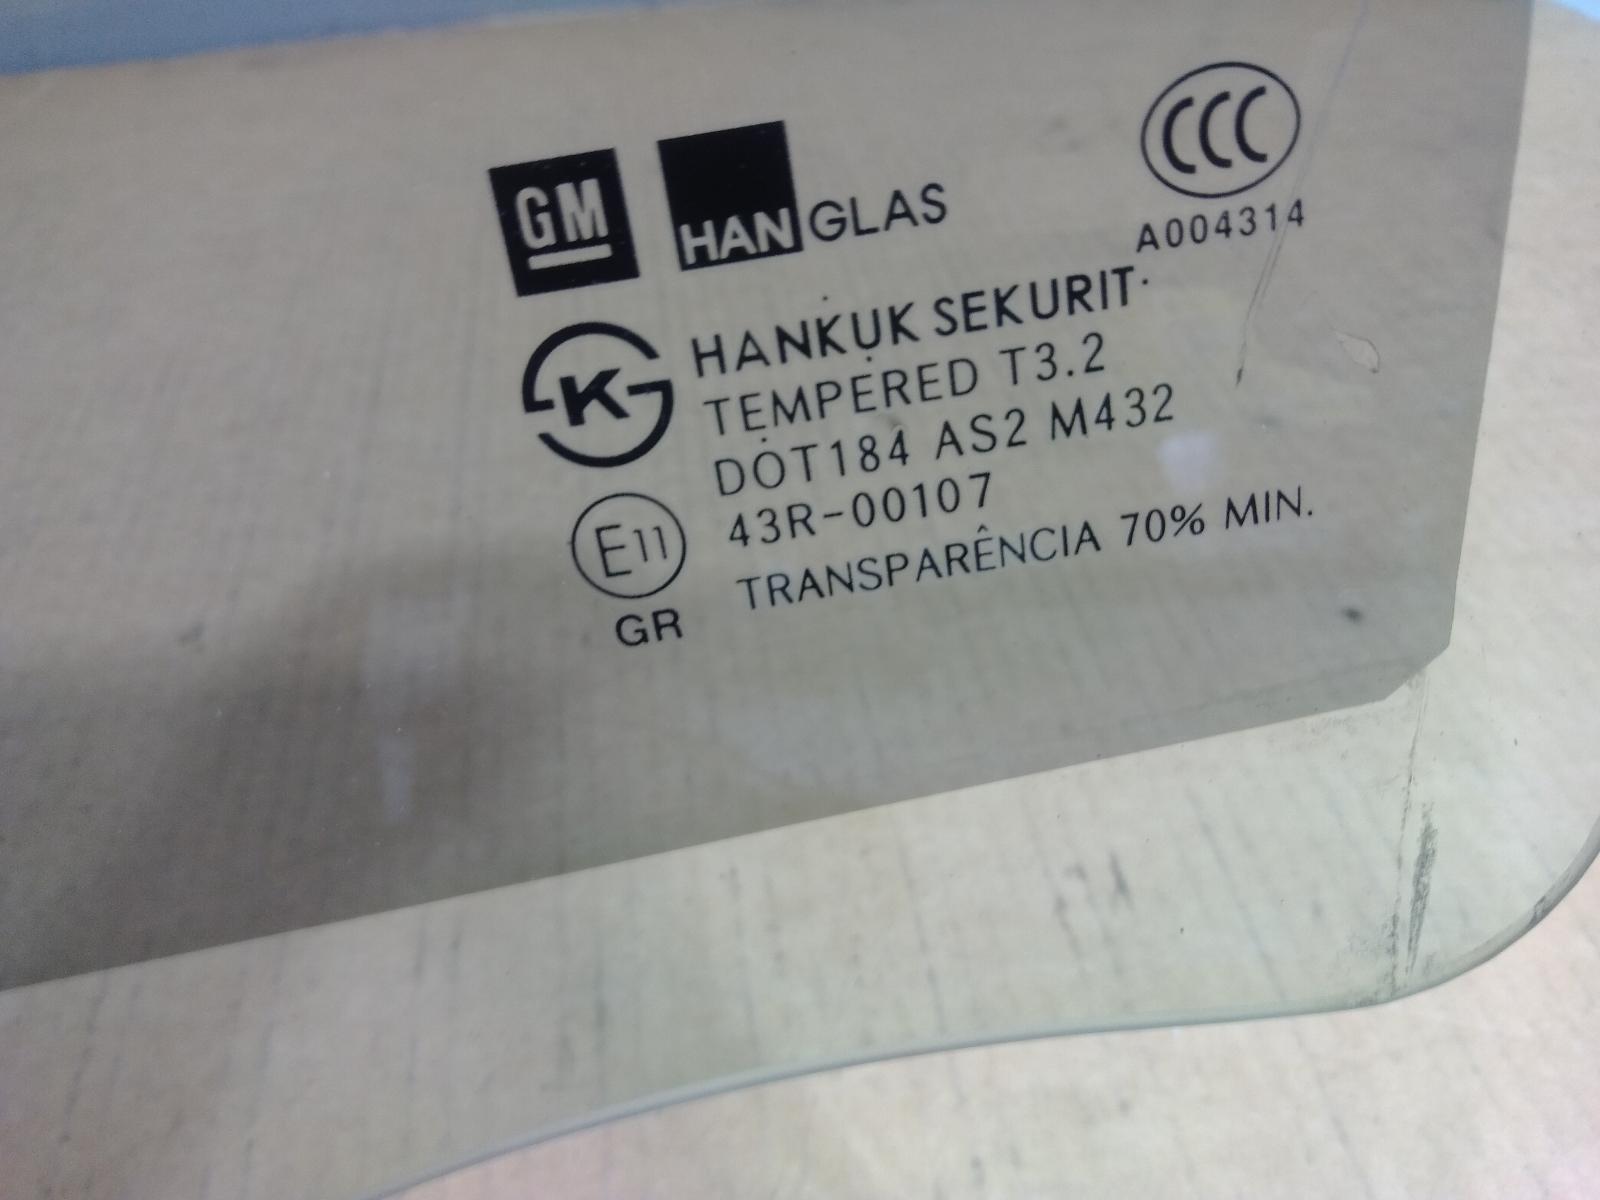 GM HANGLAS CCC
A004314
K HANKUK SEKURIT
TEMPERED T3.2
DOT184 AS2 M432
E11 43R-00107
GR TRANSPARÊNCIA 70% MIN.